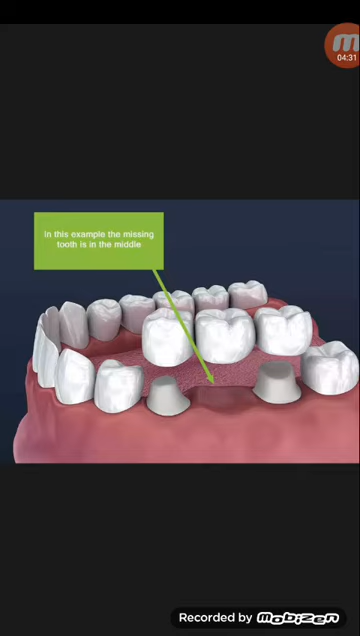 04:31
In this example the missing
tooth is in the middle
Recorded by Mobizen